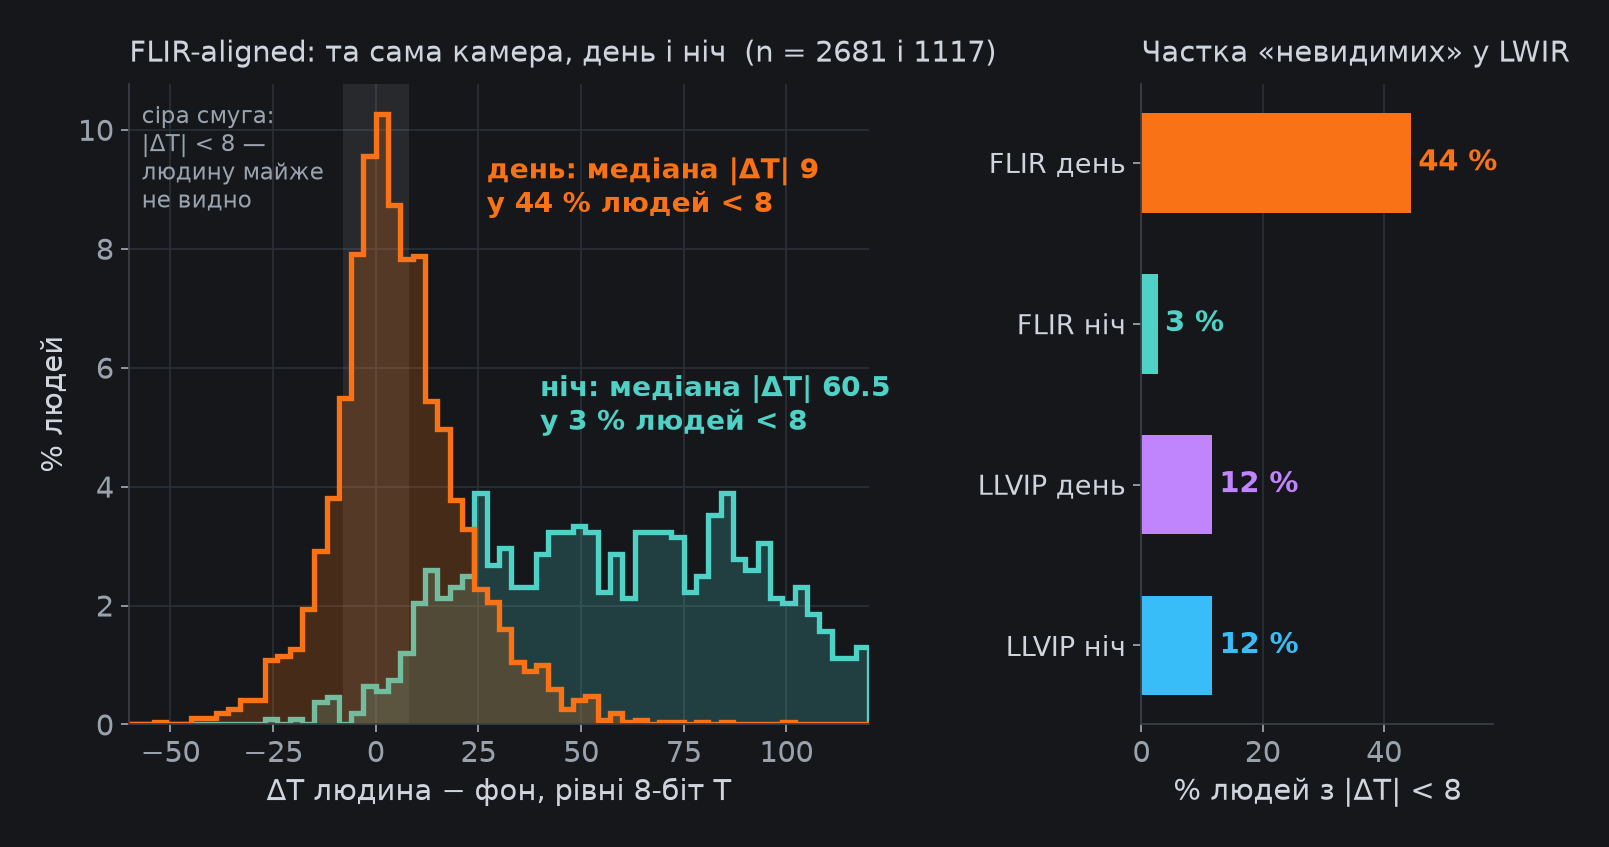 FLIR-aligned: та сама камера, день і ніч  (n = 2681 і 1117)
сіра смуга:
|ΔT| < 8 —
людину майже
не видно
день: медіана |ΔT| 9
у 44 % людей < 8
ніч: медіана |ΔT| 60.5
у 3 % людей < 8
% людей
10
8
6
4
2
0
−50
−25
0
25
50
75
100
ΔT людина − фон, рівні 8-біт T
Частка «невидимих» у LWIR
FLIR день
44 %
FLIR ніч
3 %
LLVIP день
12 %
LLVIP ніч
12 %
0
20
40
% людей з |ΔT| < 8